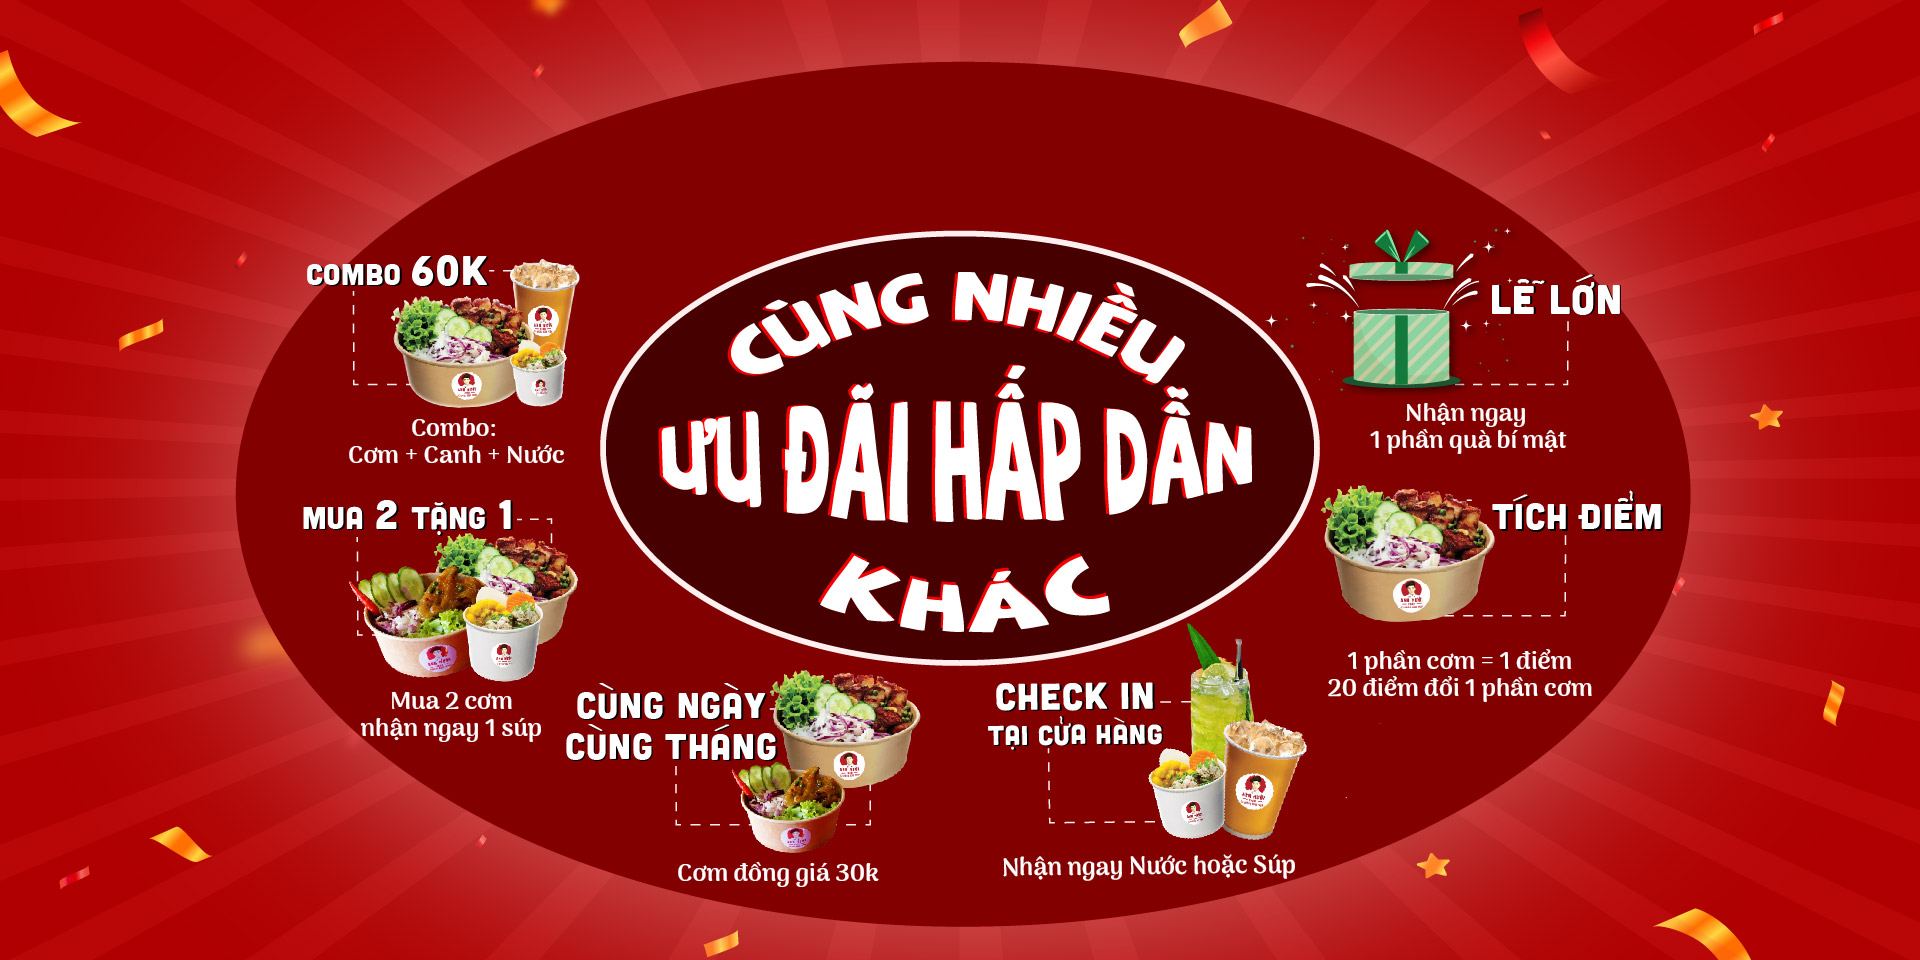 CÙNG NHIỀU
ƯU ĐÃI HẤP DẪN
KHÁC
COMBO 60K
Combo:
Cơm + Canh + Nước
MUA 2 TẶNG 1
Mua 2 cơm
nhận ngay 1 súp
CÙNG NGÀY
CÙNG THÁNG
Cơm đồng giá 30k
CHECK IN
TẠI CỬA HÀNG
Nhận ngay Nước hoặc Súp
LỄ LỚN
Nhận ngay
1 phần quà bí mật
TÍCH ĐIỂM
1 phần cơm = 1 điểm
20 điểm đổi 1 phần cơm